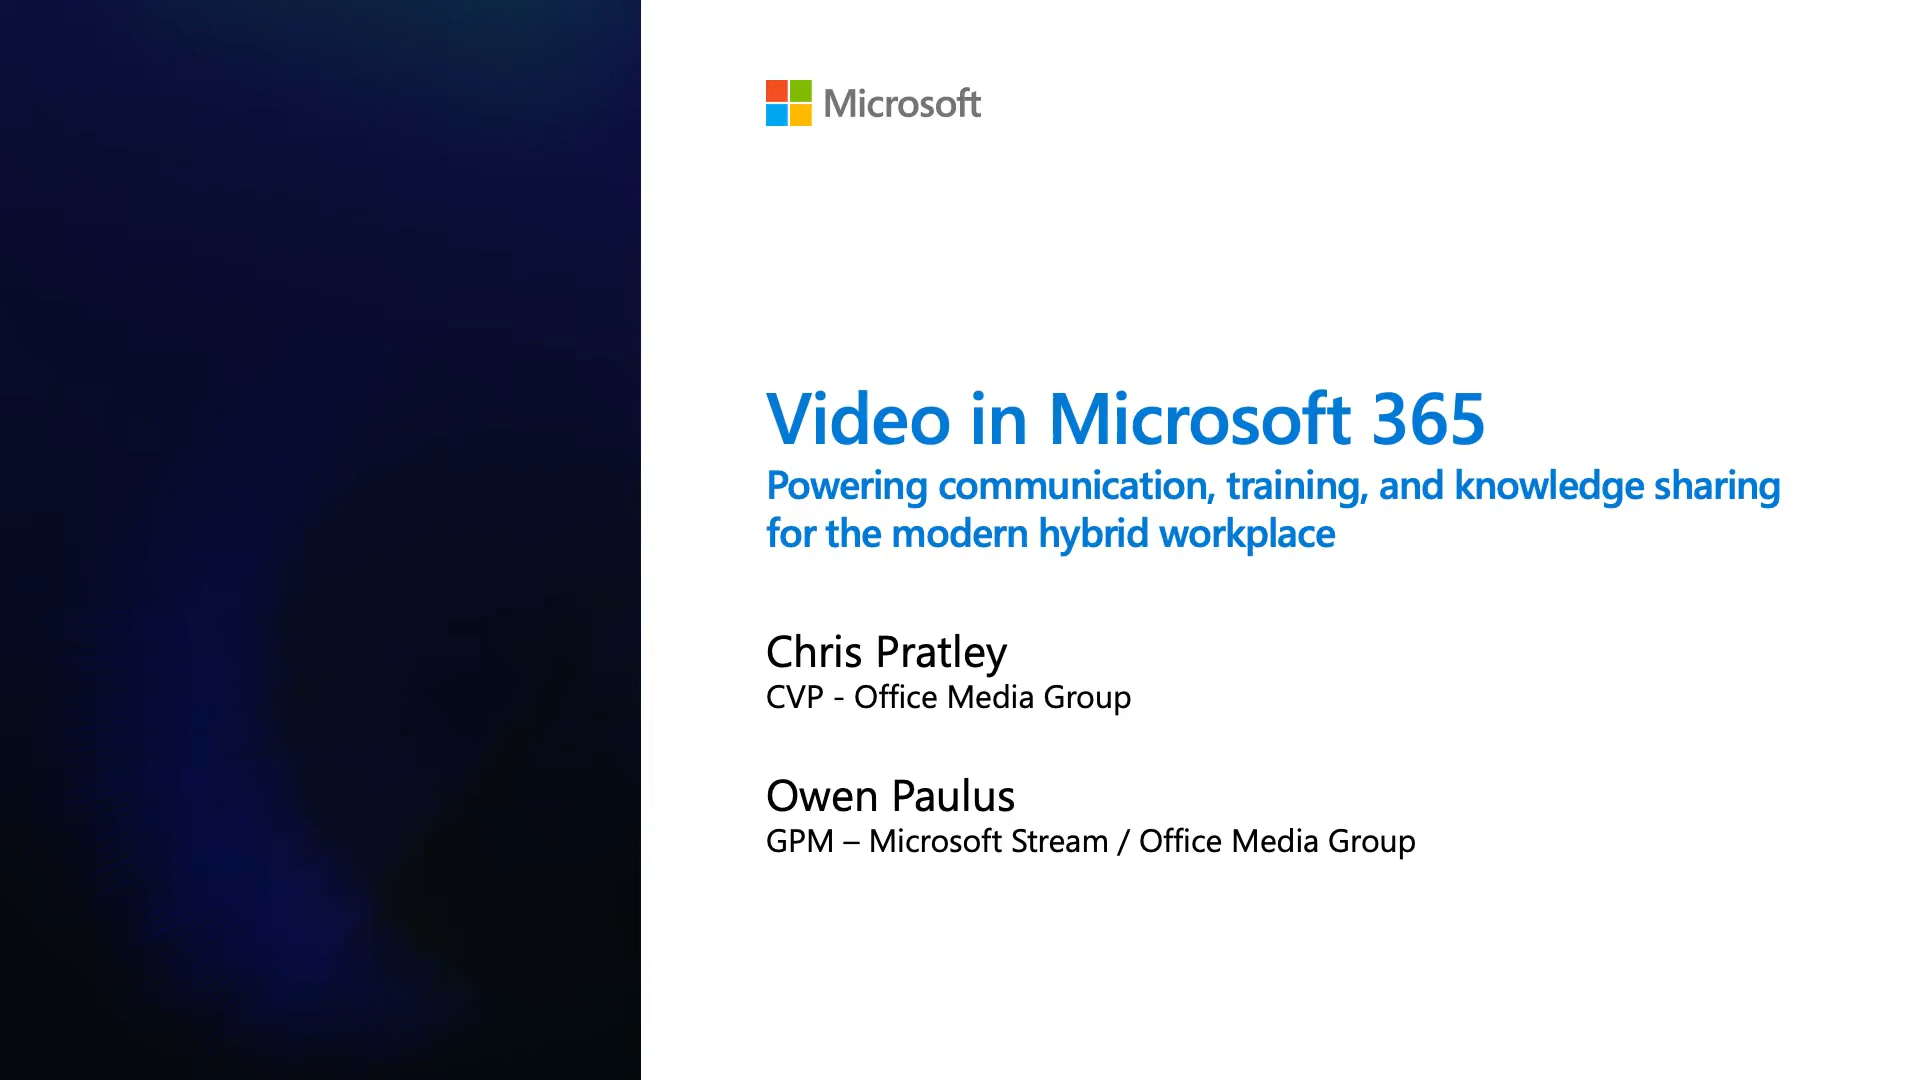 Microsoft
Video in Microsoft 365
Powering communication, training, and knowledge sharing
for the modern hybrid workplace
Chris Pratley
CVP - Office Media Group
Owen Paulus
GPM – Microsoft Stream / Office Media Group